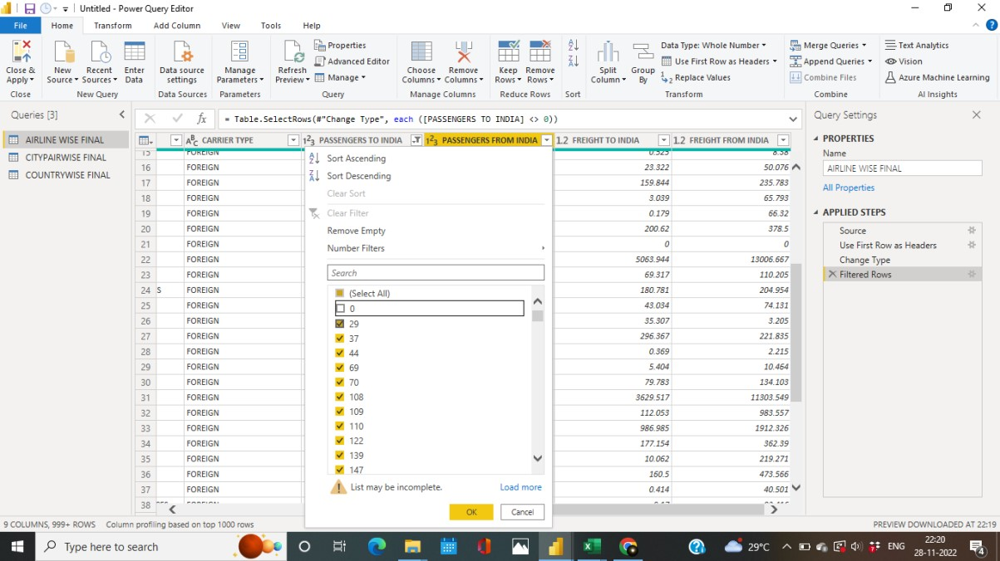 Untitled - Power Query Editor
File Home Transform Add Column View Tools Help
Close & Apply
New Source
Recent Sources
Enter Data
Data source settings
Manage Parameters
Refresh Preview
Properties
Advanced Editor
Manage
Choose Columns
Remove Columns
Keep Rows
Remove Rows
Split Column
Group By
Data Type: Whole Number
Use First Row as Headers
Replace Values
Merge Queries
Append Queries
Combine Files
Text Analytics
Vision
Azure Machine Learning
Close New Query Data Sources Parameters Query Manage Columns Reduce Rows Sort Transform Combine AI Insights
Queries [3]
AIRLINE WISE FINAL
CITYPAIRWISE FINAL
COUNTRYWISE FINAL
= Table.SelectRows(#"Change Type", each ([PASSENGERS TO INDIA] <> 0))
CARRIER TYPE 1²3 PASSENGERS TO INDIA 1²3 PASSENGERS FROM INDIA 1.2 FREIGHT TO INDIA 1.2 FREIGHT FROM INDIA
15 FOREIGN 0.525 8.58
16 FOREIGN 23.322 50.076
17 FOREIGN 159.844 235.783
18 FOREIGN 3.039 65.793
19 FOREIGN 0.179 66.32
20 FOREIGN 200.62 378.5
21 FOREIGN 0 0
22 FOREIGN 5063.944 13006.667
23 FOREIGN 69.317 110.205
24 S FOREIGN 180.781 204.954
25 FOREIGN 43.034 74.131
26 FOREIGN 35.307 3.205
27 FOREIGN 296.367 221.835
28 FOREIGN 0.369 2.215
29 FOREIGN 5.404 10.464
30 FOREIGN 79.783 134.103
31 FOREIGN 3629.517 11303.549
32 FOREIGN 112.053 983.557
33 FOREIGN 986.985 1912.326
34 FOREIGN 177.154 362.39
35 FOREIGN 10.062 219.271
36 FOREIGN 160.5 473.566
37 FOREIGN 0.414 40.501
38
Sort Ascending
Sort Descending
Clear Sort
Clear Filter
Remove Empty
Number Filters
Search
(Select All)
0
29
37
44
69
70
108
109
110
122
139
147
List may be incomplete. Load more
OK Cancel
Query Settings
PROPERTIES
Name
AIRLINE WISE FINAL
All Properties
APPLIED STEPS
Source
Use First Row as Headers
Change Type
Filtered Rows
9 COLUMNS, 999+ ROWS Column profiling based on top 1000 rows PREVIEW DOWNLOADED AT 22:19
Type here to search
29°C ENG
22:20
28-11-2022
4